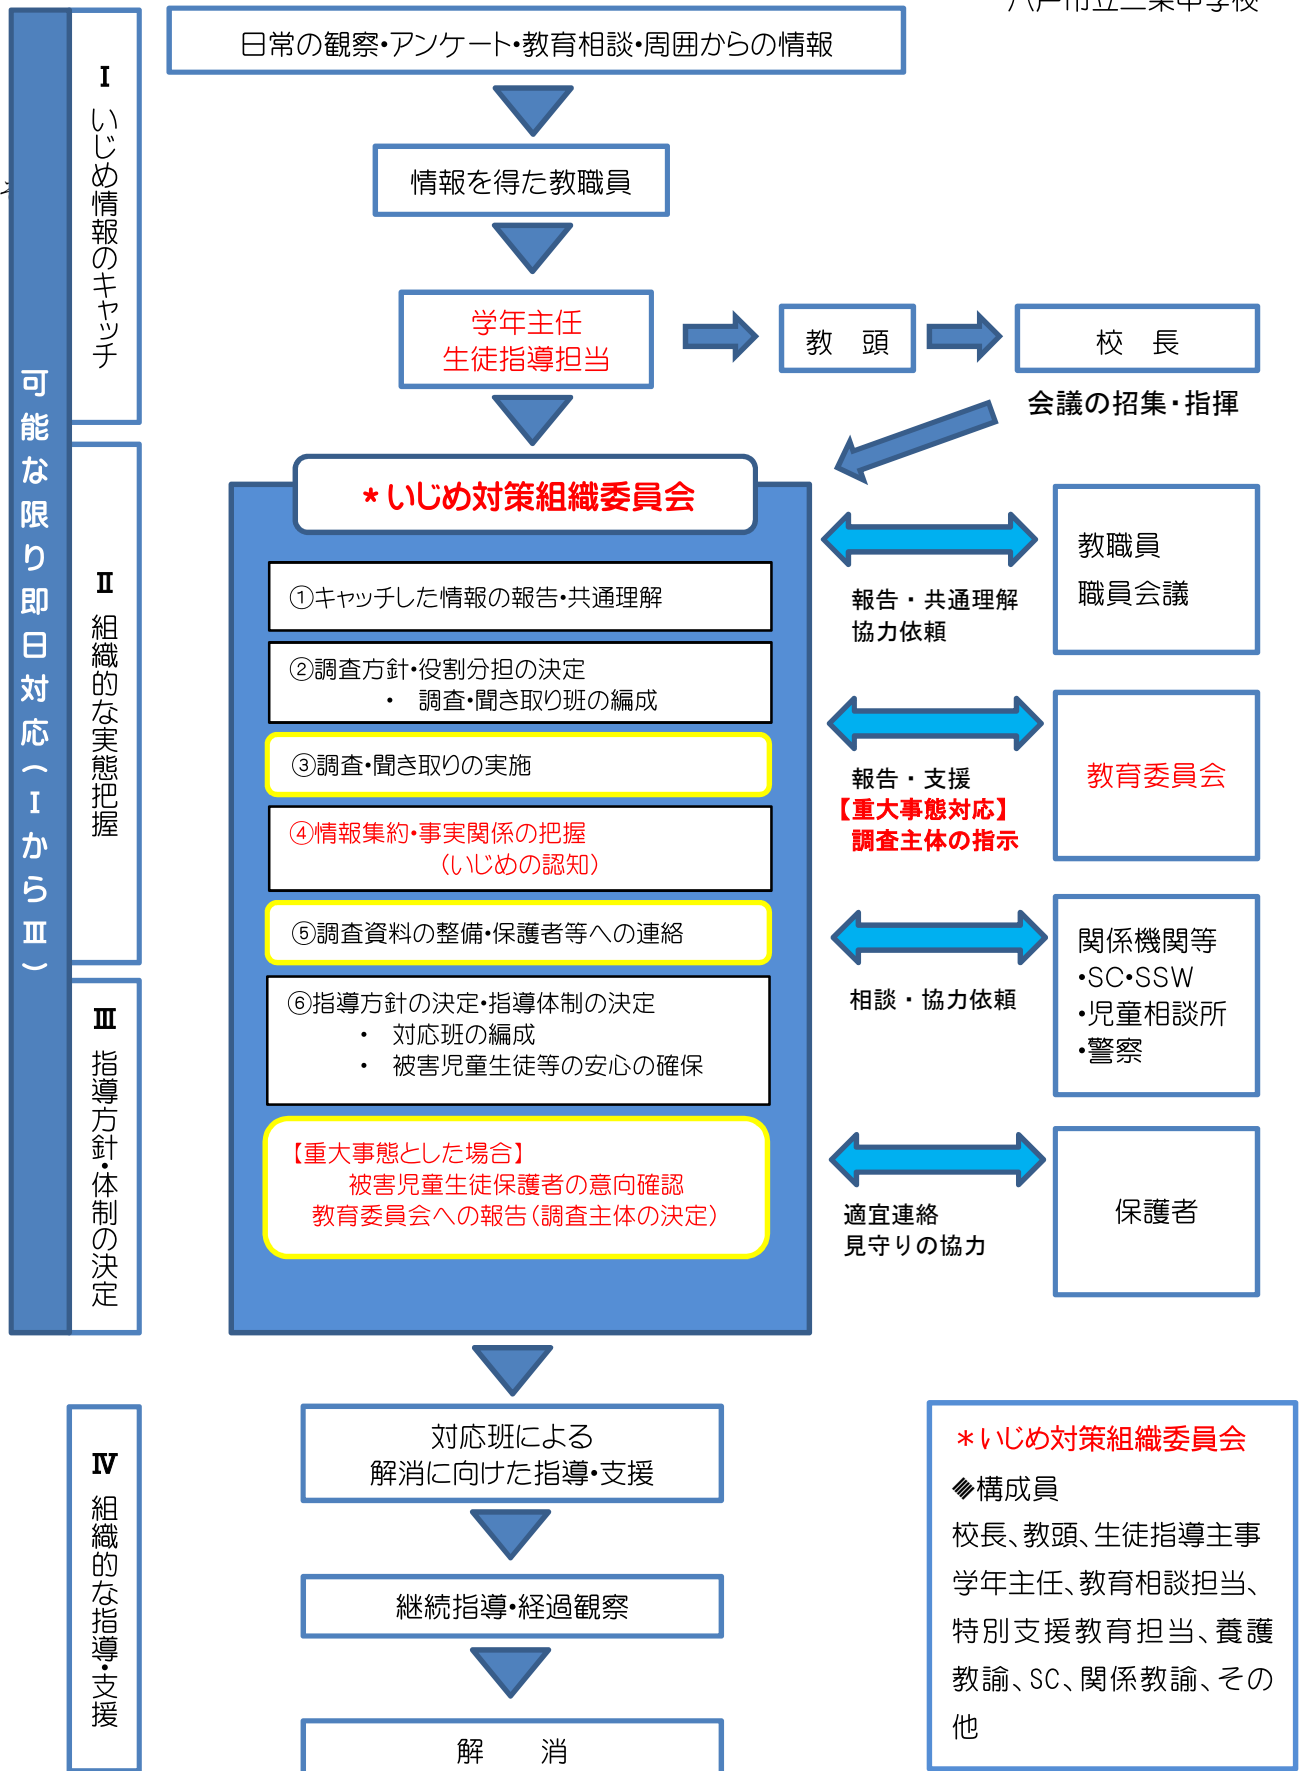 日常の観察・アンケート・教育相談・周囲からの情報
可能な限り即日対応（ⅠからⅢ）
Ⅰ いじめ情報のキャッチ
情報を得た教職員
学年主任
生徒指導担当
教　頭
校　長
会議の招集・指揮
Ⅱ 組織的な実態把握
*いじめ対策組織委員会
①キャッチした情報の報告・共通理解
②調査方針・役割分担の決定
・ 調査・聞き取り班の編成
③調査・聞き取りの実施
④情報集約・事実関係の把握
（いじめの認知）
⑤調査資料の整備・保護者等への連絡
⑥指導方針の決定・指導体制の決定
・ 対応班の編成
・ 被害児童生徒等の安心の確保
【重大事態とした場合】
被害児童生徒保護者の意向確認
教育委員会への報告（調査主体の決定）
報告・共通理解
協力依頼
教職員
職員会議
報告・支援
【重大事態対応】
調査主体の指示
教育委員会
相談・協力依頼
関係機関等
・SC・SSW
・児童相談所
・警察
適宜連絡
見守りの協力
保護者
Ⅲ 指導方針・体制の決定
Ⅳ 組織的な指導・支援
対応班による
解消に向けた指導・支援
継続指導・経過観察
解　消
*いじめ対策組織委員会
◆構成員
校長、教頭、生徒指導主事
学年主任、教育相談担当、
特別支援教育担当、養護
教諭、SC、関係教諭、その
他